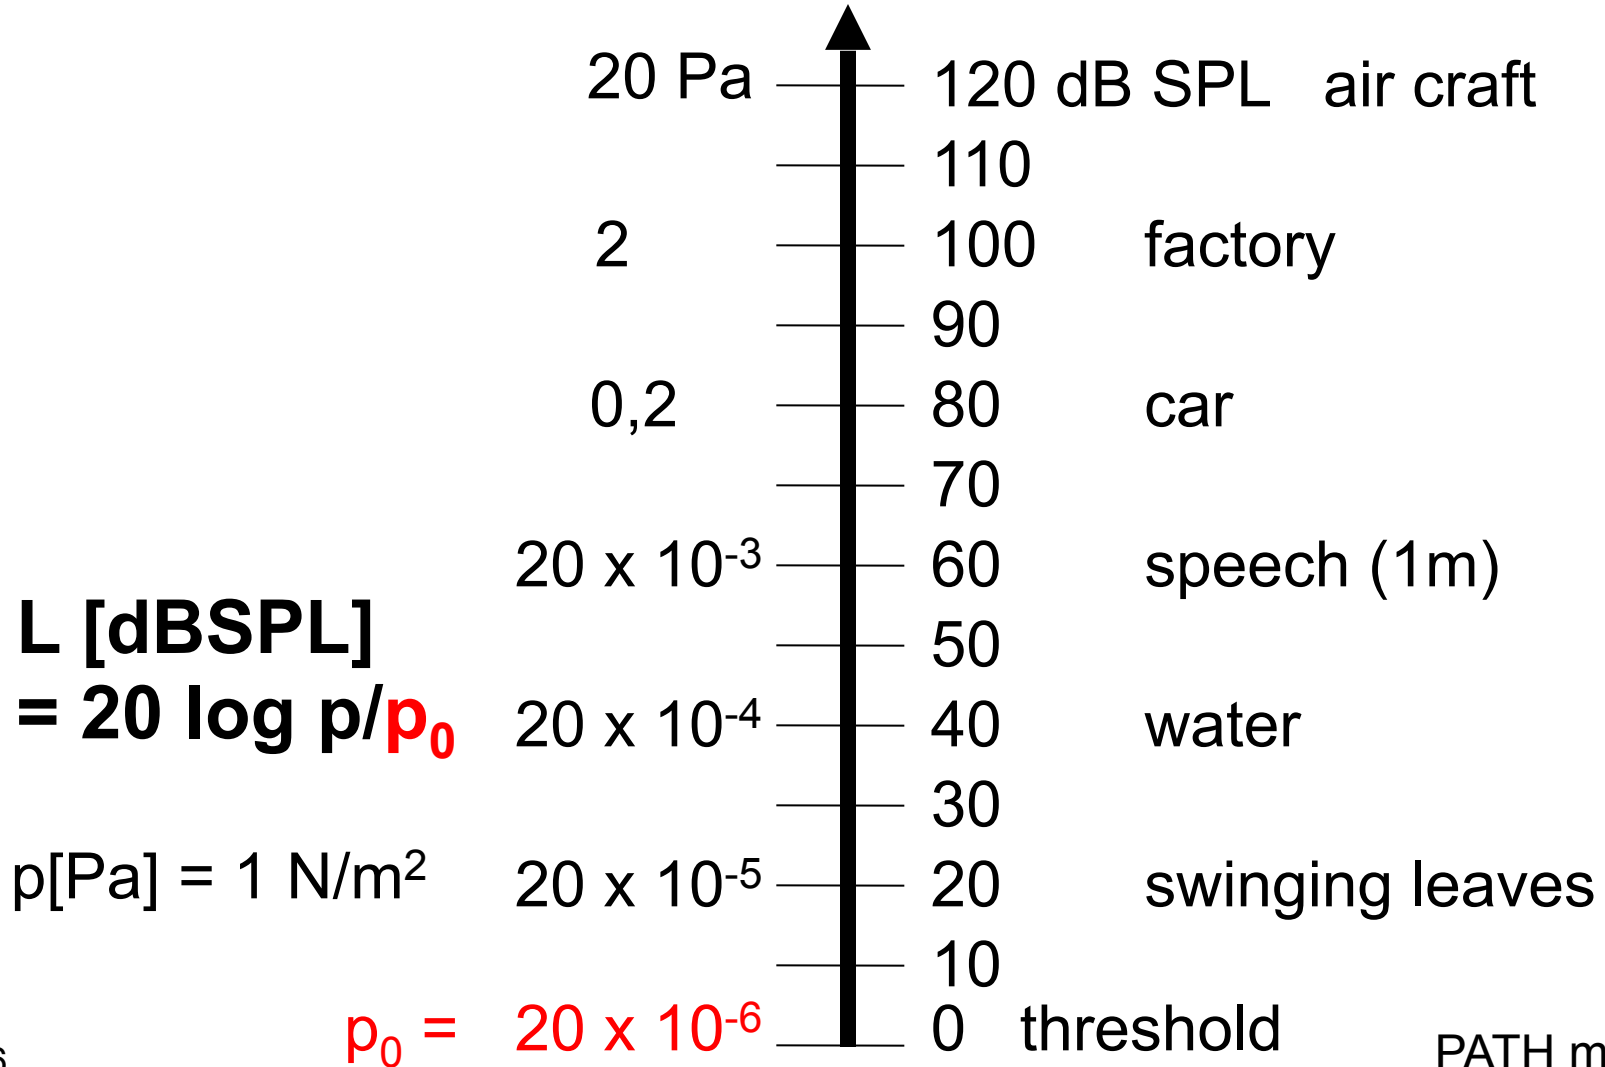 20 Pa 120 dB SPL air craft
110
2 100 factory
90
0,2 80 car
70
20 x 10⁻³ 60 speech (1m)
L [dBSPL]
50
= 20 log p/p₀ 20 x 10⁻⁴ 40 water
30
p[Pa] = 1 N/m² 20 x 10⁻⁵ 20 swinging leaves
10
p₀ = 20 x 10⁻⁶ 0 threshold
PATH